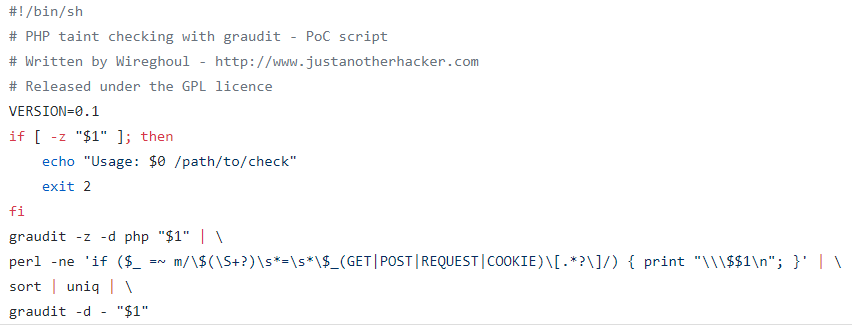 #!/bin/sh
# PHP taint checking with graudit - PoC script
# Written by Wireghoul - http://www.justanotherhacker.com
# Released under the GPL licence
VERSION=0.1
if [ -z "$1" ]; then
    echo "Usage: $0 /path/to/check"
    exit 2
fi
graudit -z -d php "$1" | \
perl -ne 'if ($_ =~ m/\$(\S+?)\s*=\s*\$_(GET|POST|REQUEST|COOKIE)\[.*?\]/) { print "\\\$$1\n"; }' | \
sort | uniq | \
graudit -d - "$1"